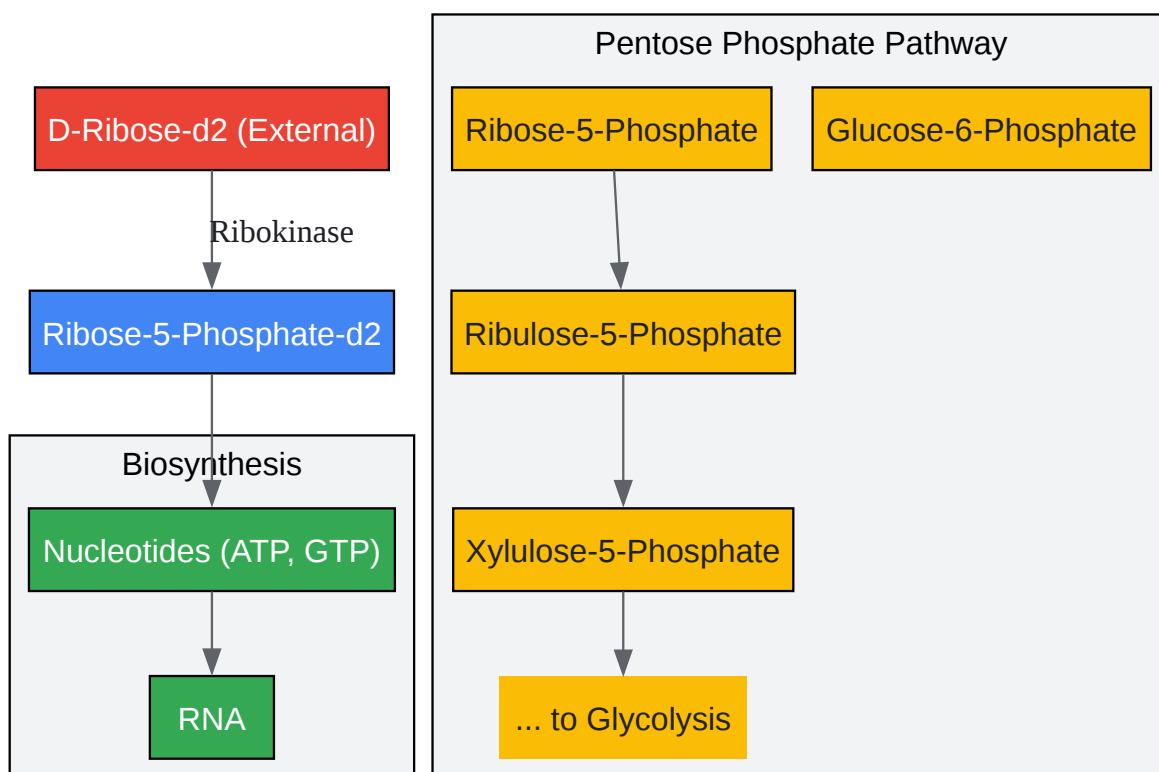 Pentose Phosphate Pathway
D-Ribose-d2 (External)
Ribose-5-Phosphate
Glucose-6-Phosphate
Ribokinase
Ribose-5-Phosphate-d2
Ribulose-5-Phosphate
Biosynthesis
Nucleotides (ATP, GTP)
Xylulose-5-Phosphate
RNA
... to Glycolysis